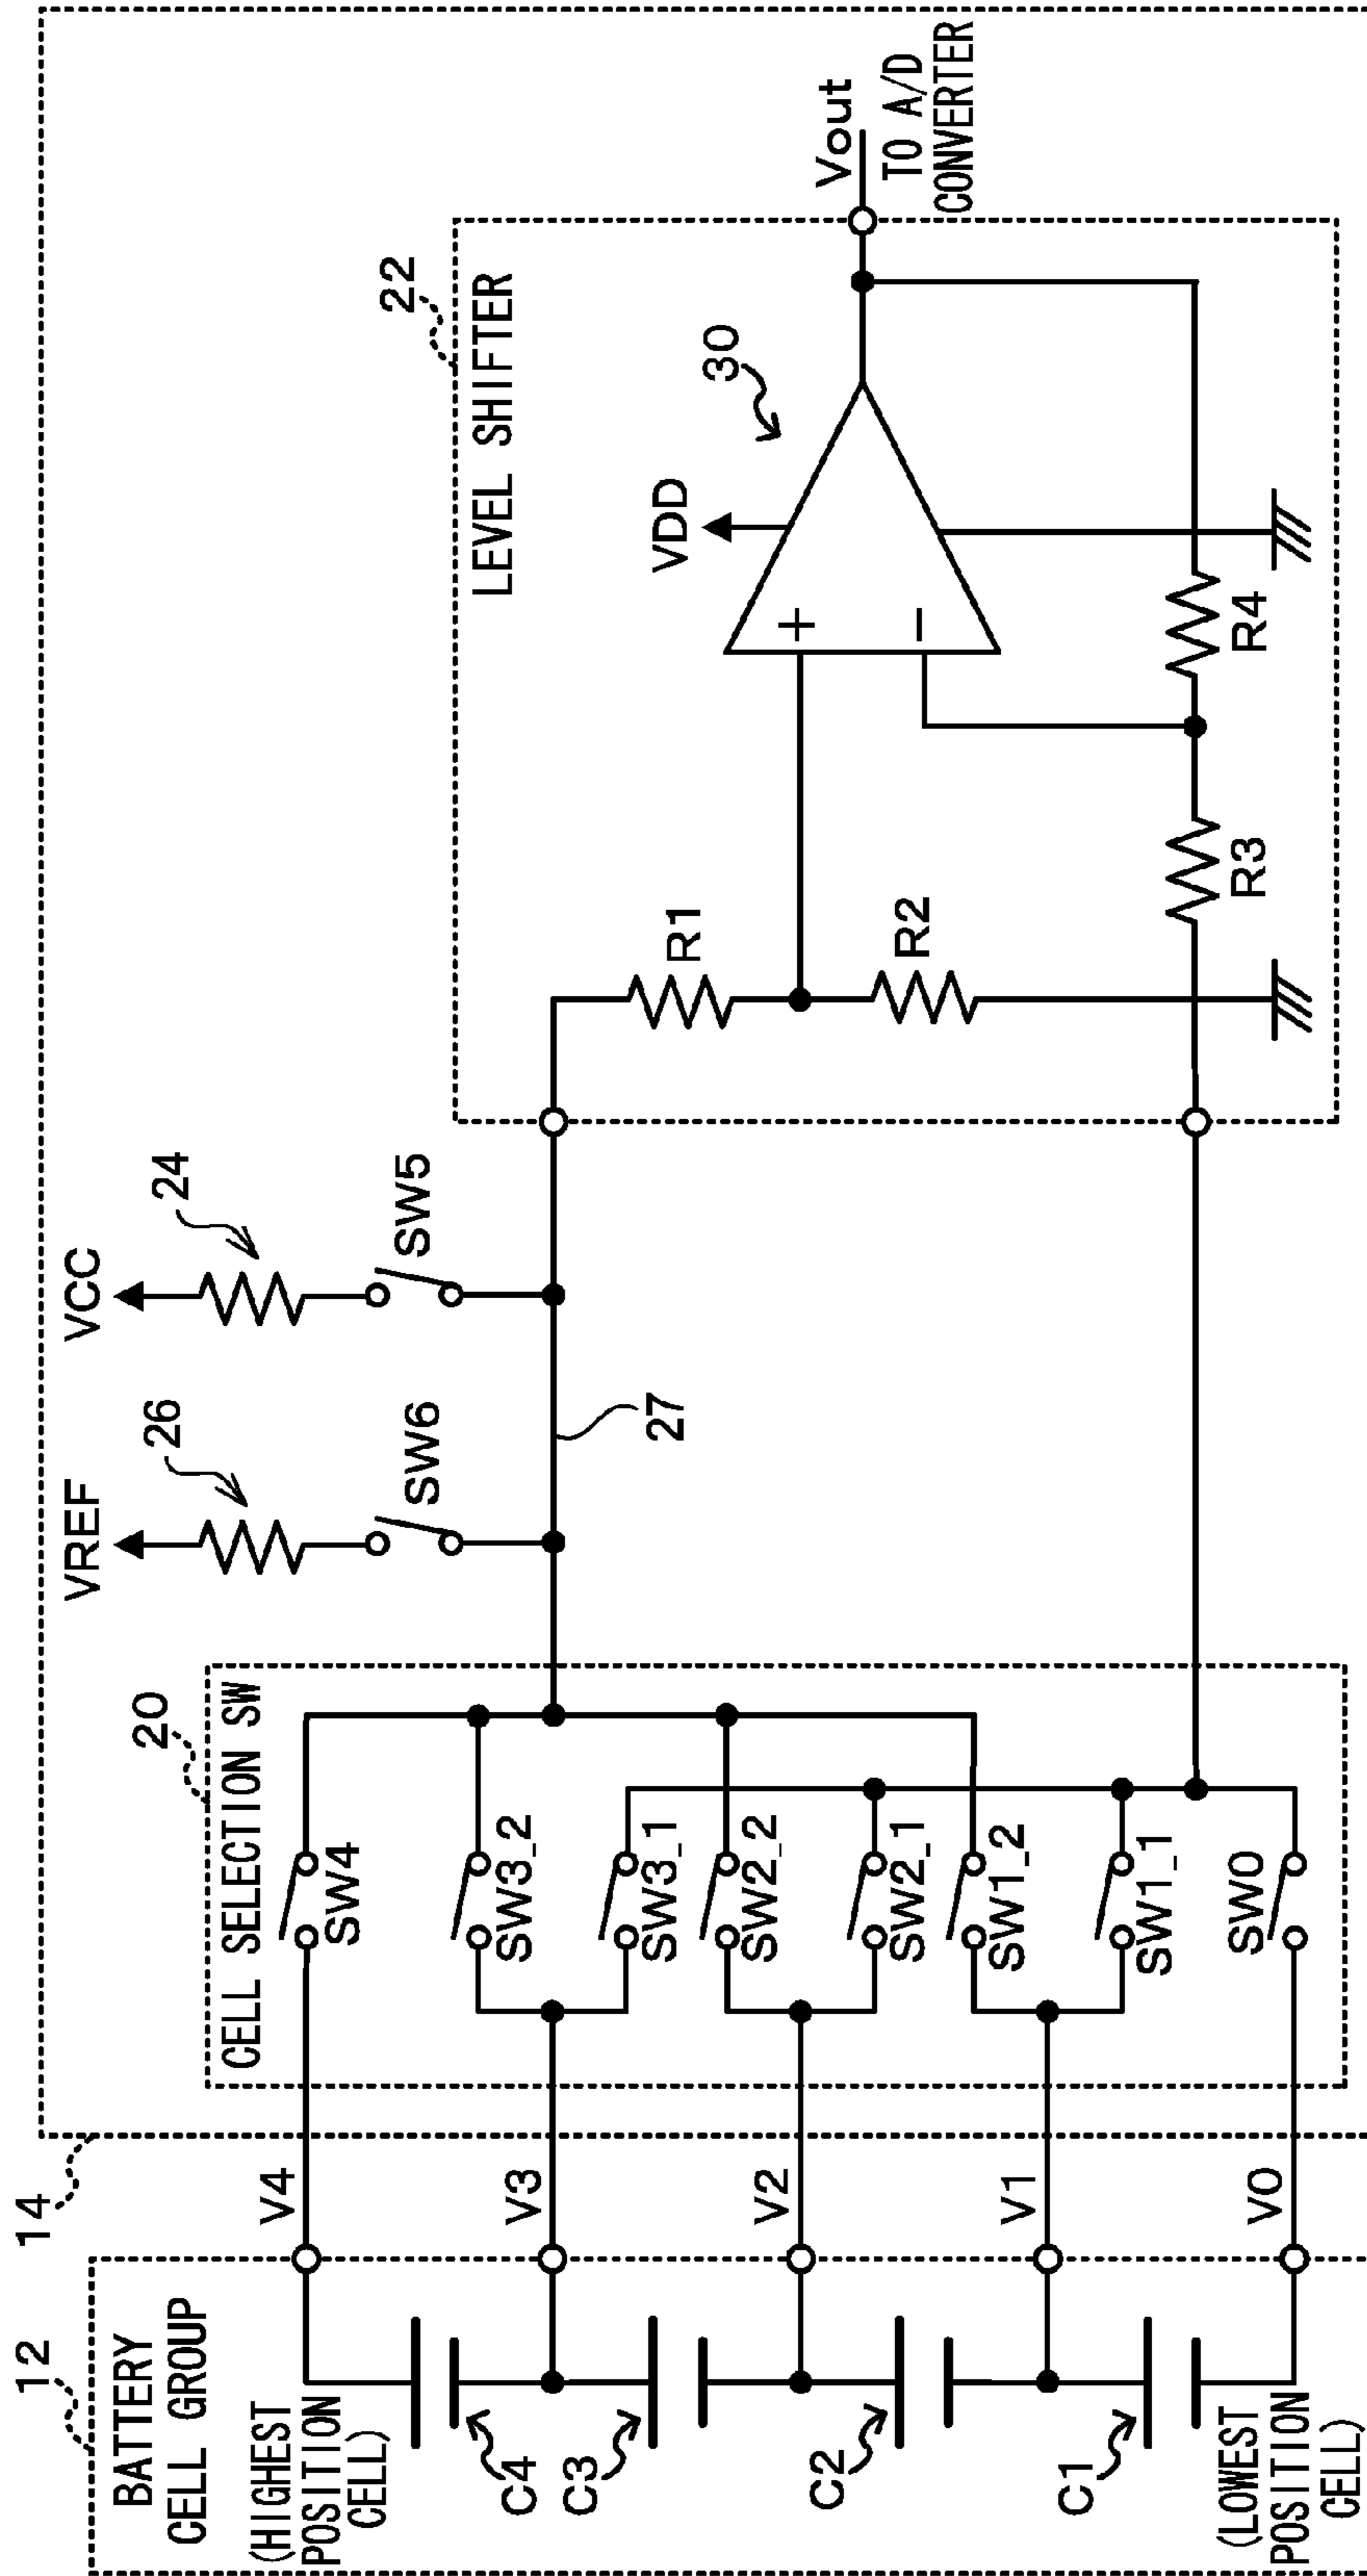 12
BATTERY
CELL GROUP
(HIGHEST
POSITION
CELL)
C4
C3
C2
C1
(LOWEST
POSITION
CELL)
14
V4
V3
V2
V1
V0
20
CELL SELECTION SW
SW4
SW3_2
SW3_1
SW2_2
SW2_1
SW1_2
SW1_1
SW0
VREF
26
SW6
VCC
24
SW5
27
22
LEVEL SHIFTER
R1
R2
R3
R4
VDD
30
+
−
Vout
TO A/D
CONVERTER